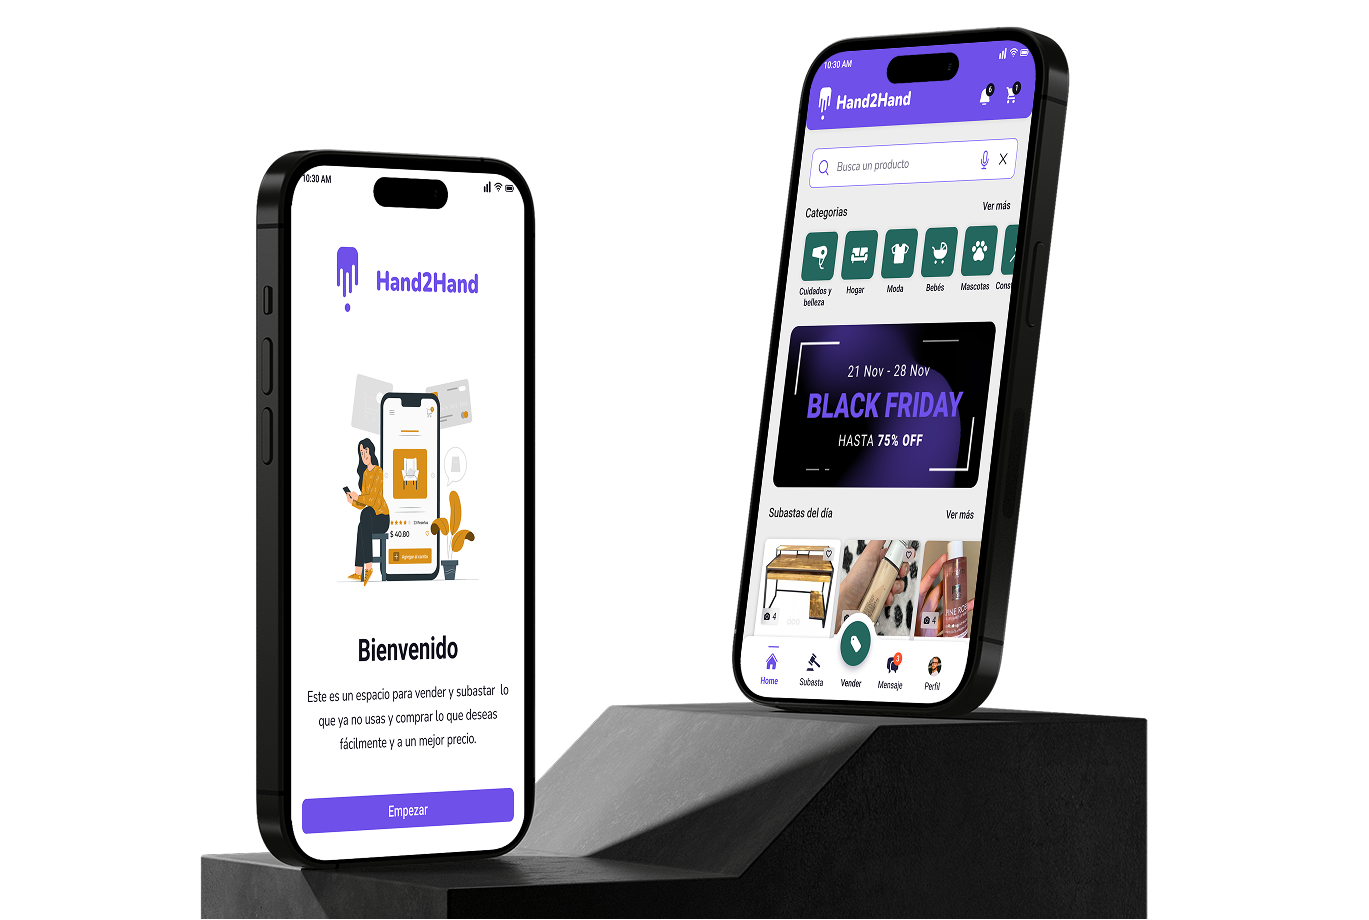 10:30 AM
Hand2Hand
$ 40.80
Agregar al carrito
Bienvenido
Este es un espacio para vender y subastar lo
que ya no usas y comprar lo que deseas
fácilmente y a un mejor precio.
Empezar
10:30 AM
Hand2Hand
6
1
Busca un producto
Categorias
Ver más
Cuidados y
belleza
Hogar
Moda
Bebés
Mascotas
Cons
21 Nov - 28 Nov
BLACK FRIDAY
HASTA 75% OFF
Subastas del día
Ver más
4
4
PINE RO
3
Home
Subasta
Vender
Mensaje
Perfil